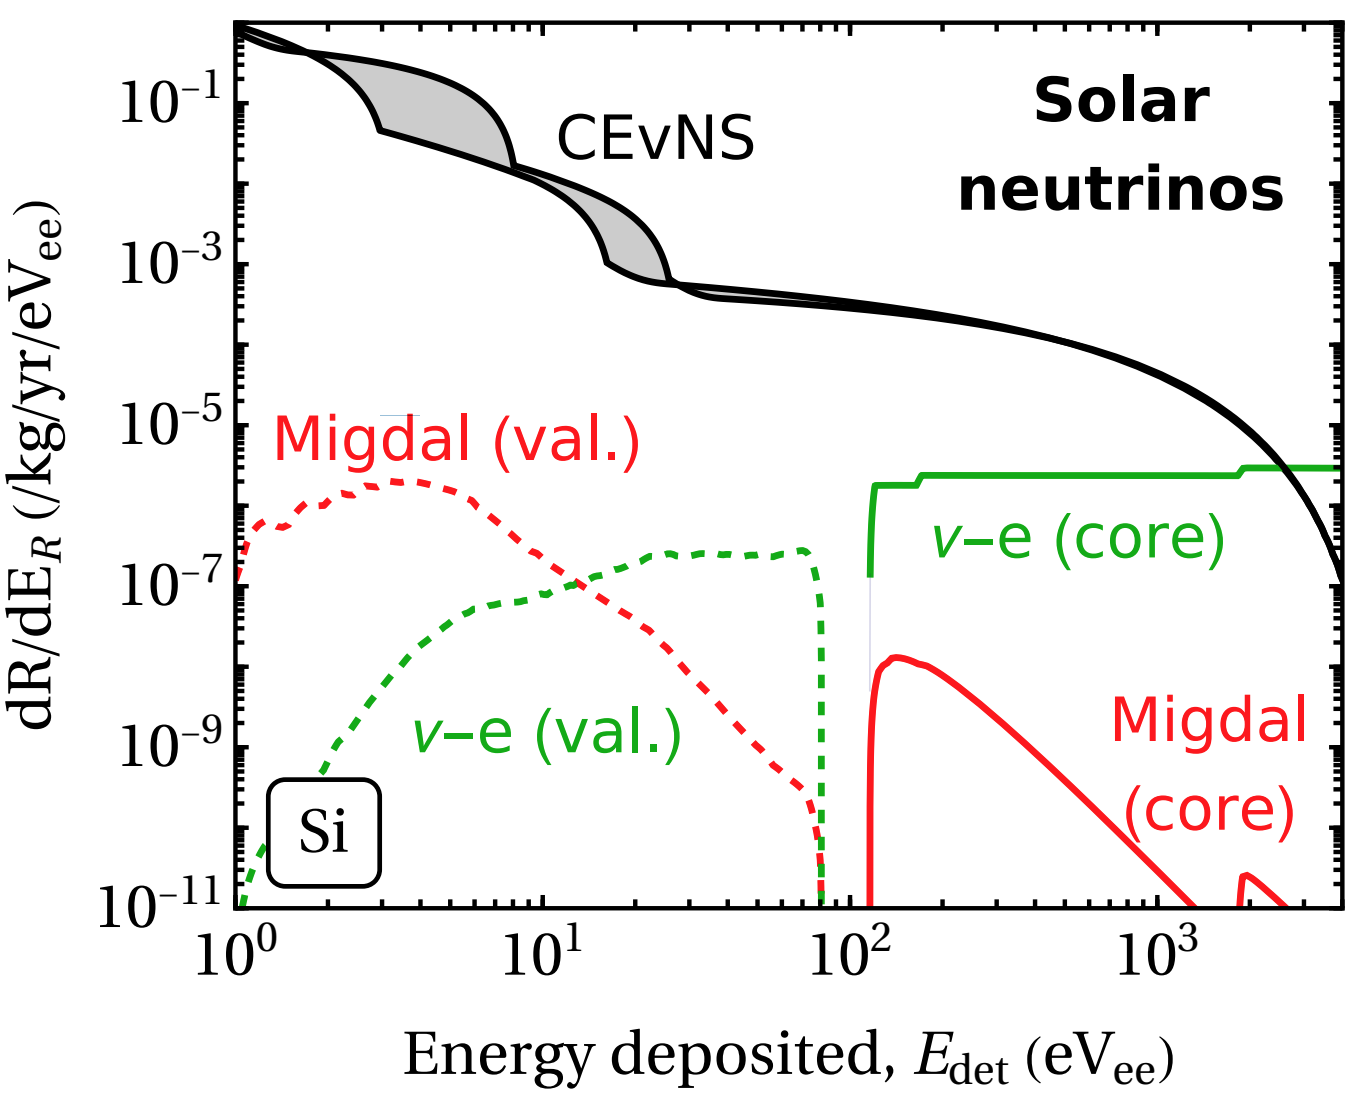 Solar
neutrinos
CEνNS
10⁻¹
10⁻³
10⁻⁵
10⁻⁷
10⁻⁹
10⁻¹¹
dR/dE_R (/kg/yr/eV_ee)
Migdal (val.)
ν–e (core)
ν–e (val.)
Migdal
(core)
Si
10⁰ 10¹ 10² 10³
Energy deposited, E_det (eV_ee)